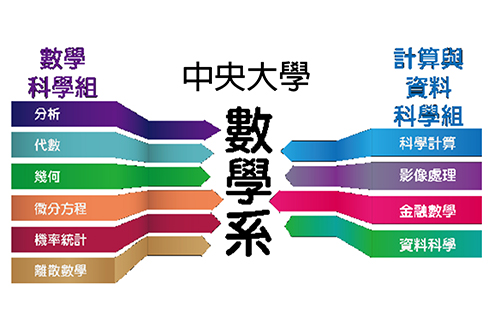 數學
科學組
分析
代數
幾何
微分方程
機率統計
離散數學
中央大學
數學系
計算與
資料
科學組
科學計算
影像處理
金融數學
資料科學